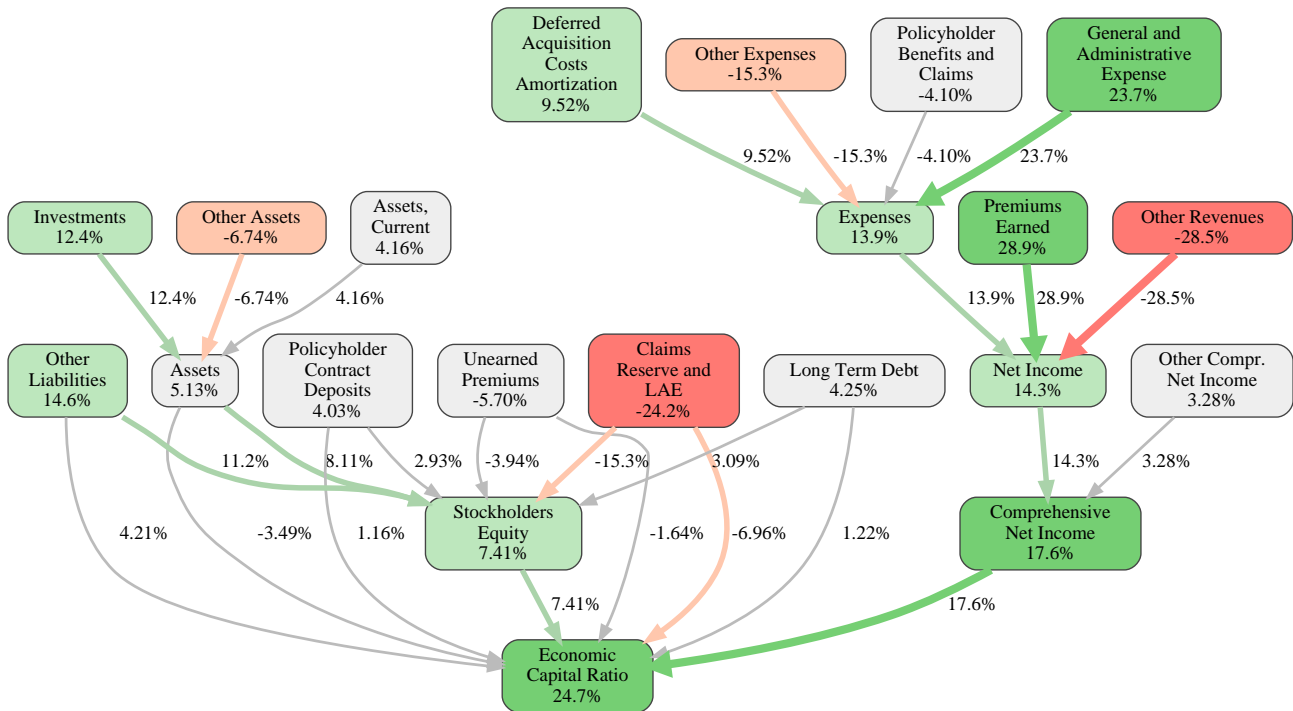 Deferred
Acquisition
Costs
Amortization
9.52%
Other Expenses
-15.3%
Policyholder
Benefits and
Claims
-4.10%
General and
Administrative
Expense
23.7%
9.52%
-15.3%
-4.10%
23.7%
Investments
12.4%
Other Assets
-6.74%
Assets,
Current
4.16%
Expenses
13.9%
Premiums
Earned
28.9%
Other Revenues
-28.5%
12.4%
-6.74%
4.16%
13.9%
28.9%
-28.5%
Other
Liabilities
14.6%
Assets
5.13%
Policyholder
Contract
Deposits
4.03%
Unearned
Premiums
-5.70%
Claims
Reserve and
LAE
-24.2%
Long Term Debt
4.25%
Net Income
14.3%
Other Compr.
Net Income
3.28%
11.2%
8.11%
2.93%
-3.94%
-15.3%
3.09%
14.3%
3.28%
Stockholders
Equity
7.41%
Comprehensive
Net Income
17.6%
4.21%
-3.49%
1.16%
-1.64%
-6.96%
1.22%
7.41%
17.6%
Economic
Capital Ratio
24.7%